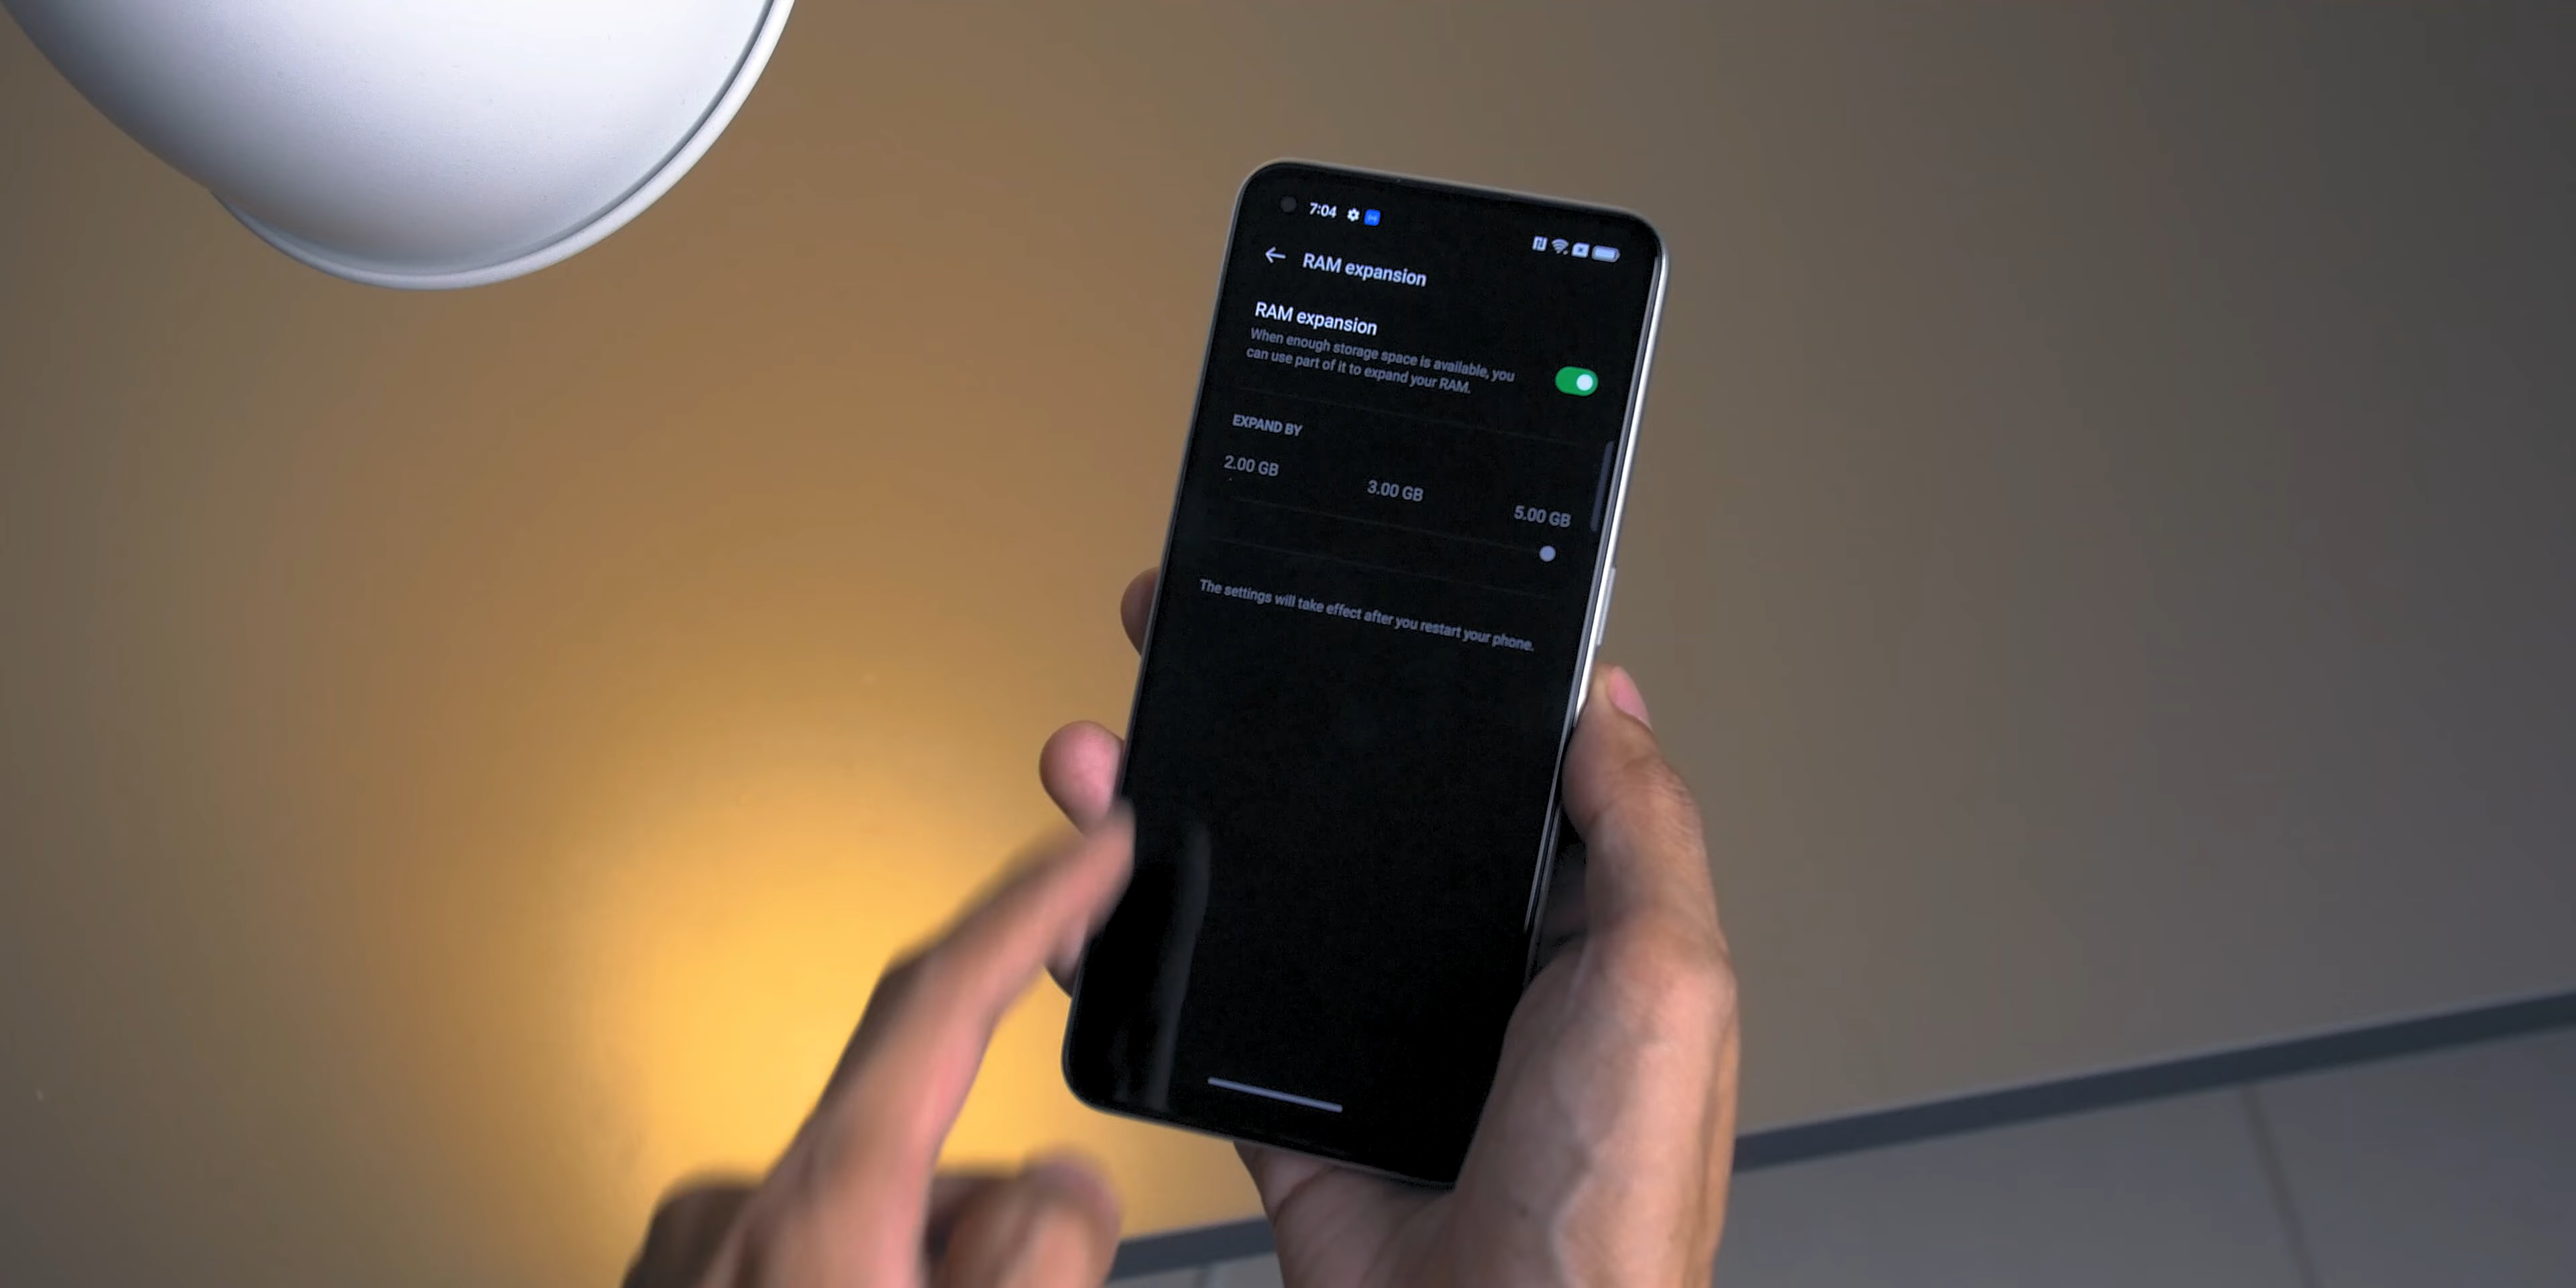 7:04
RAM expansion
RAM expansion
When enough storage space is available, you
can use part of it to expand your RAM.
EXPAND BY
2.00 GB
3.00 GB
5.00 GB
The settings will take effect after you restart your phone.